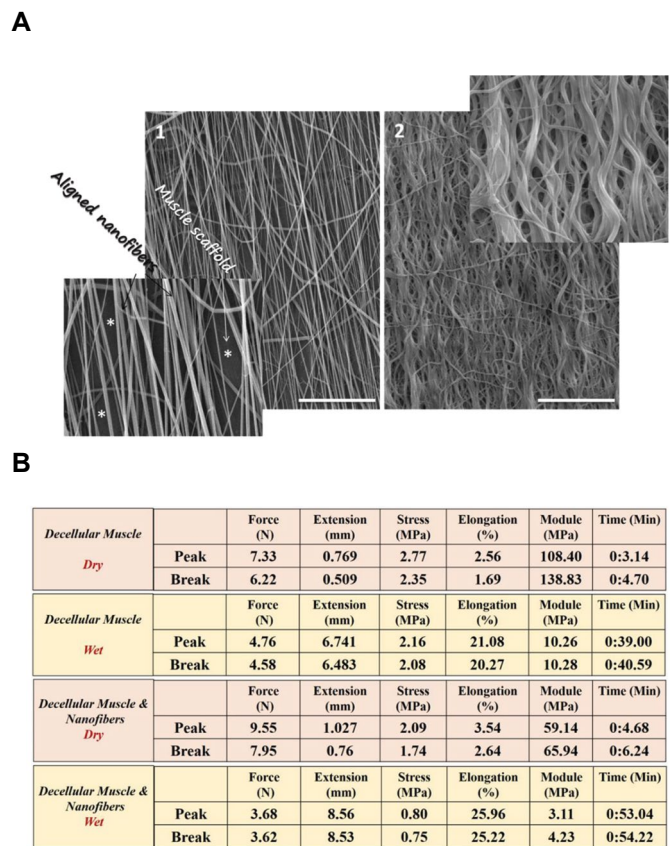 A
1
2
Aligned nanofibers
Muscle scaffold
*
*
*
B
Decellular Muscle
Dry
Force (N) Extension (mm) Stress (MPa) Elongation (%) Module (MPa) Time (Min)
Peak 7.33 0.769 2.77 2.56 108.40 0:3.14
Break 6.22 0.509 2.35 1.69 138.83 0:4.70
Decellular Muscle
Wet
Force (N) Extension (mm) Stress (MPa) Elongation (%) Module (MPa) Time (Min)
Peak 4.76 6.741 2.16 21.08 10.26 0:39.00
Break 4.58 6.483 2.08 20.27 10.28 0:40.59
Decellular Muscle &
Nanofibers
Dry
Force (N) Extension (mm) Stress (MPa) Elongation (%) Module (MPa) Time (Min)
Peak 9.55 1.027 2.09 3.54 59.14 0:4.68
Break 7.95 0.76 1.74 2.64 65.94 0:6.24
Decellular Muscle &
Nanofibers
Wet
Force (N) Extension (mm) Stress (MPa) Elongation (%) Module (MPa) Time (Min)
Peak 3.68 8.56 0.80 25.96 3.11 0:53.04
Break 3.62 8.53 0.75 25.22 4.23 0:54.22